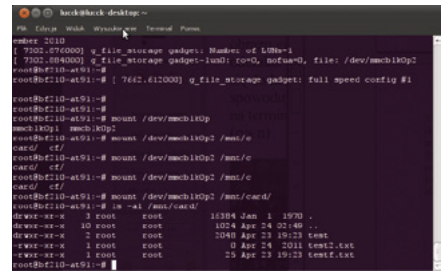 lucck@lucck-desktop: ~
Plik Edycja Widok Wyszukiwanie Terminal Pomoc
ember 2010
[ 7302.876000] g_file_storage gadget: Number of LUNs=1
[ 7302.884000] g_file_storage gadget-lun0: ro=0, nofua=0, file: /dev/mmcblk0p2
root@bf210-at91:~#
root@bf210-at91:~# [ 7662.612000] g_file_storage gadget: full speed config #1

root@bf210-at91:~#
root@bf210-at91:~#
root@bf210-at91:~# mount /dev/mmcblk0p
mmcblk0p1 mmcblk0p2
root@bf210-at91:~# mount /dev/mmcblk0p2 /mnt/c
card/ cf/
root@bf210-at91:~# mount /dev/mmcblk0p2 /mnt/c
card/ cf/
root@bf210-at91:~# mount /dev/mmcblk0p2 /mnt/card/
root@bf210-at91:~# ls -al /mnt/card/
drwxr-xr-x 3 root root 16384 Jan 1 1970 .
drwxr-xr-x 10 root root 1024 Apr 24 02:49 ..
drwxr-xr-x 2 root root 2048 Apr 23 19:23 test
-rwxr-xr-x 1 root root 0 Apr 24 2011 test2.txt
-rwxr-xr-x 1 root root 25 Apr 23 19:23 testf.txt
root@bf210-at91:~#